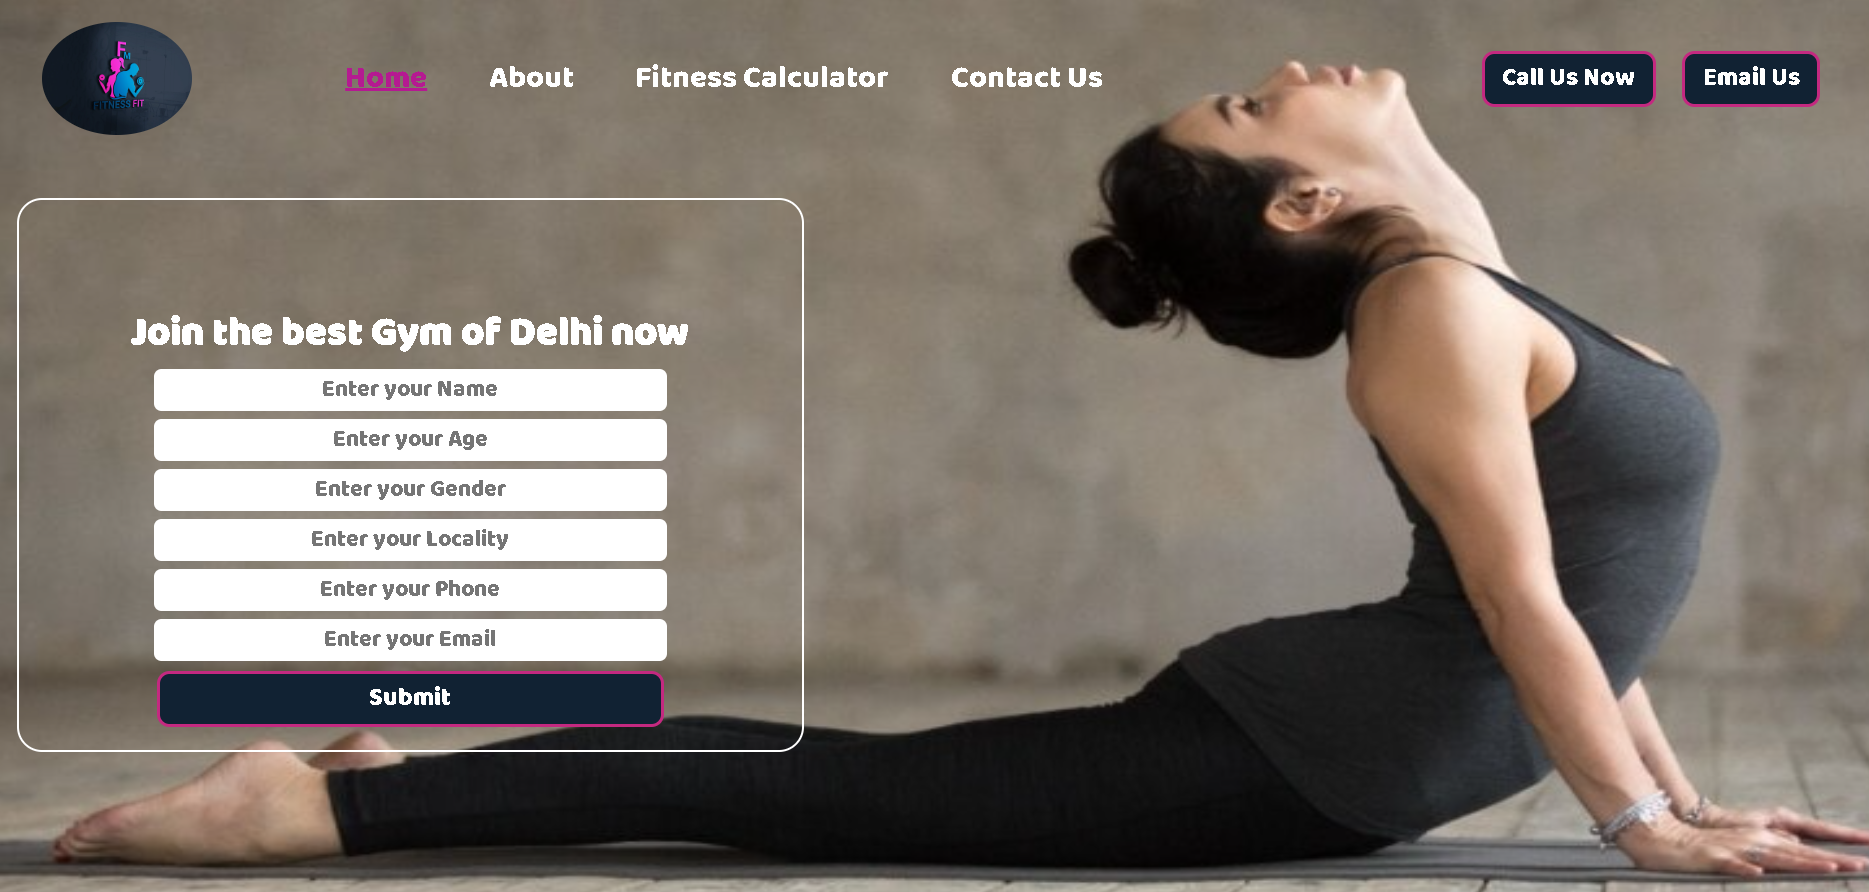 FM
FITNESS FIT
Home
About
Fitness Calculator
Contact Us
Call Us Now
Email Us
Join the best Gym of Delhi now
Enter your Name
Enter your Age
Enter your Gender
Enter your Locality
Enter your Phone
Enter your Email
Submit